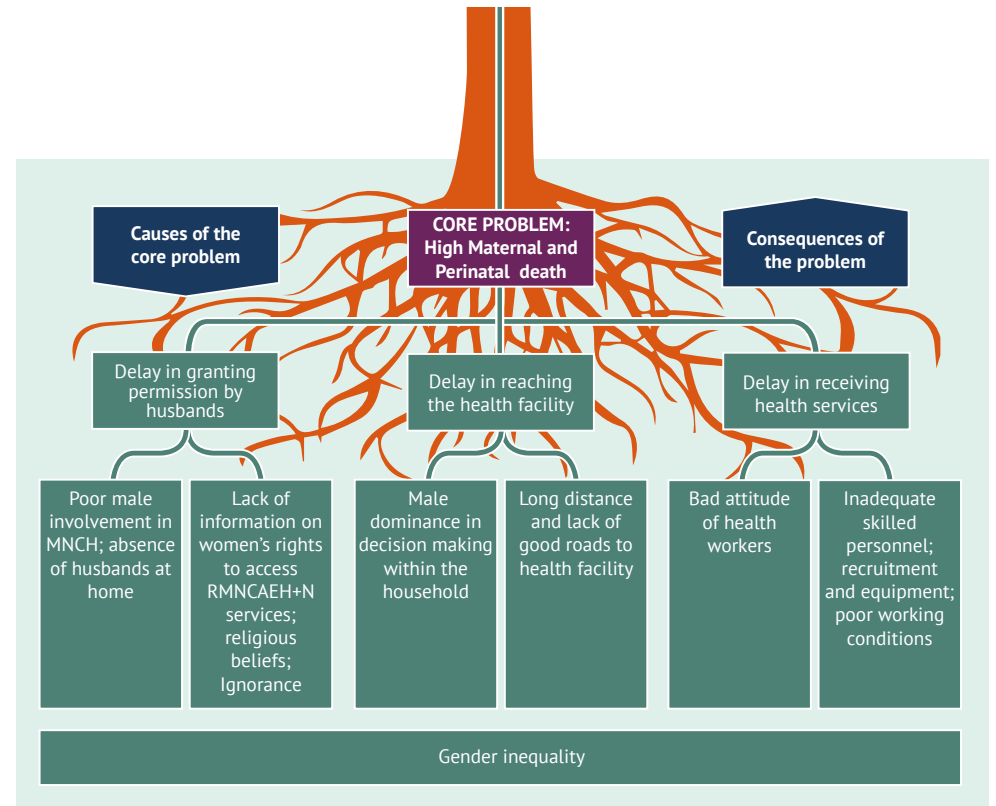 Causes of the
core problem
CORE PROBLEM:
High Maternal and
Perinatal death
Consequences of
the problem
Delay in granting
permission by
husbands
Delay in reaching
the health facility
Delay in receiving
health services
Poor male
involvement in
MNCH; absence
of husbands at
home
Lack of
information on
women’s rights
to access
RMNCAEH+N
services;
religious
beliefs;
Ignorance
Male
dominance in
decision making
within the
household
Long distance
and lack of
good roads to
health facility
Bad attitude
of health
workers
Inadequate
skilled
personnel;
recruitment
and equipment;
poor working
conditions
Gender inequality